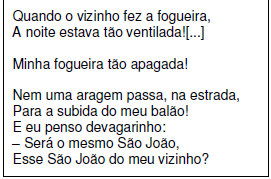 Quando o vizinho fez a fogueira,
A noite estava tão ventilada![...]
Minha fogueira tão apagada!
Nem uma aragem passa, na estrada,
Para a subida do meu balão!
E eu penso devagarinho:
– Será o mesmo São João,
Esse São João do meu vizinho?